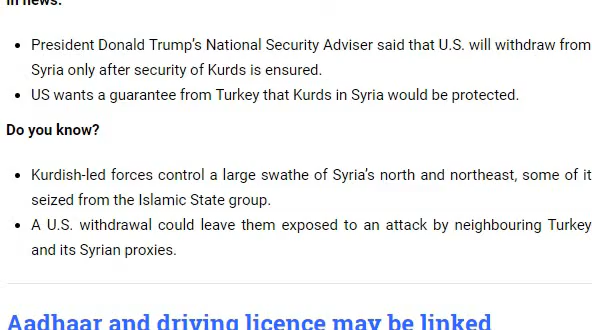 In news:
President Donald Trump's National Security Adviser said that U.S. will withdraw from
Syria only after security of Kurds is ensured.
US wants a guarantee from Turkey that Kurds in Syria would be protected.
Do you know?
Kurdish-led forces control a large swathe of Syria's north and northeast, some of it
seized from the Islamic State group.
A U.S. withdrawal could leave them exposed to an attack by neighbouring Turkey
and its Syrian proxies.
Aadhaar and driving licence may be linked